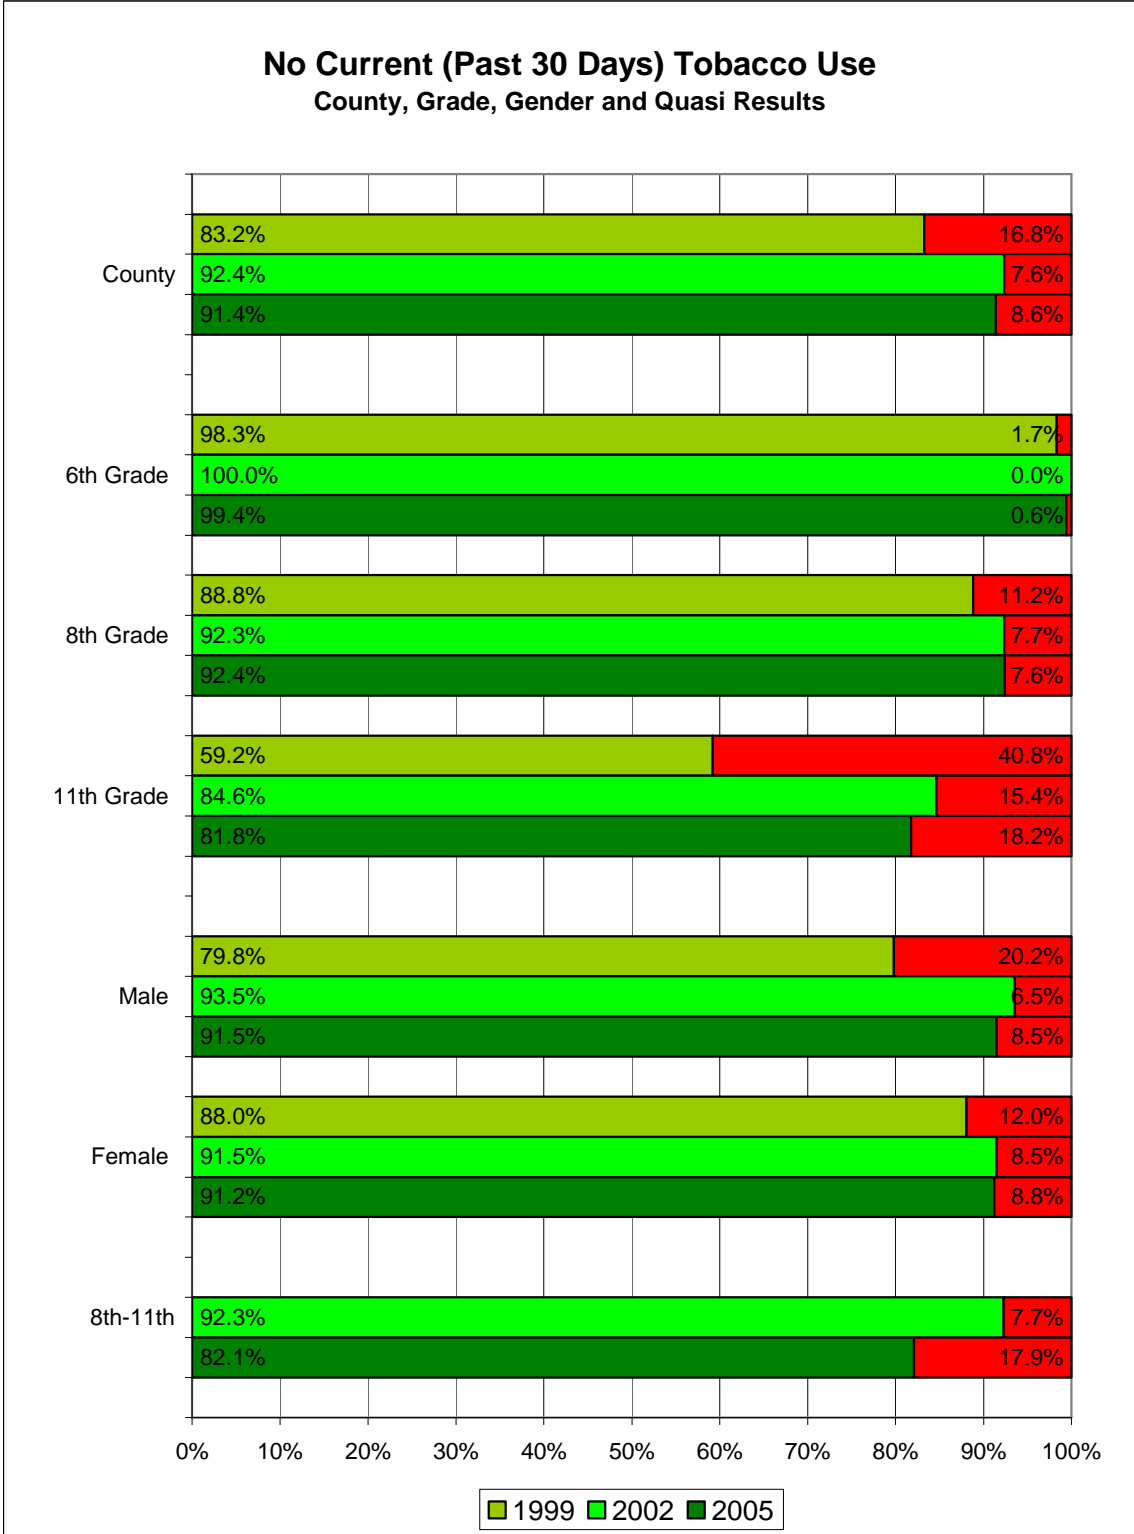 No Current (Past 30 Days) Tobacco Use
County, Grade, Gender and Quasi Results
83.2% 16.8%
County 92.4% 7.6%
91.4% 8.6%
98.3% 1.7%
6th Grade 100.0% 0.0%
99.4% 0.6%
88.8% 11.2%
8th Grade 92.3% 7.7%
92.4% 7.6%
59.2% 40.8%
11th Grade 84.6% 15.4%
81.8% 18.2%
79.8% 20.2%
Male 93.5% 6.5%
91.5% 8.5%
88.0% 12.0%
Female 91.5% 8.5%
91.2% 8.8%
8th-11th 92.3% 7.7%
82.1% 17.9%
0% 10% 20% 30% 40% 50% 60% 70% 80% 90% 100%
1999 2002 2005